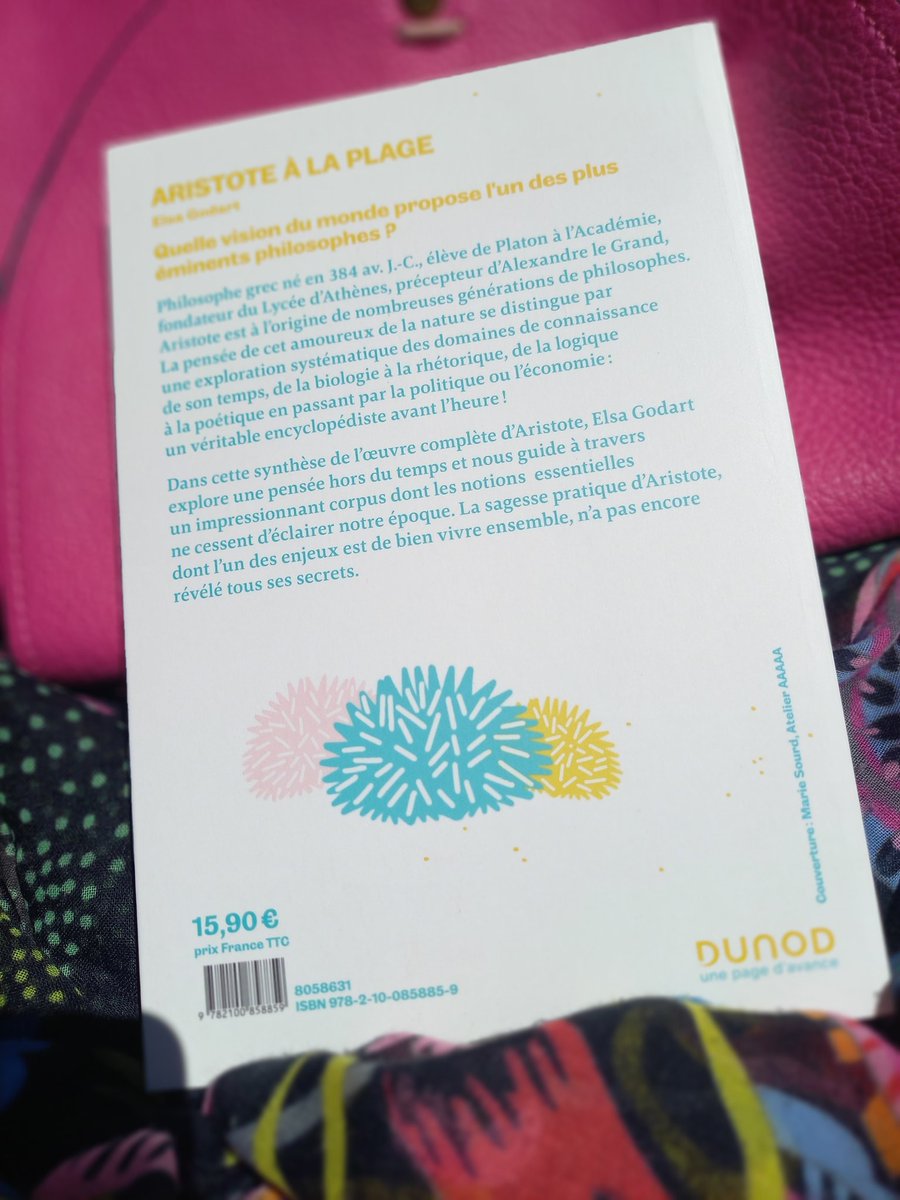 ARISTOTE À LA PLAGE
Elsa Godart
Quelle vision du monde propose l'un des plus
éminents philosophes ?
Philosophe grec né en 384 av. J.-C., élève de Platon à l'Académie,
fondateur du Lycée d'Athènes, précepteur d'Alexandre le Grand,
Aristote est à l'origine de nombreuses générations de philosophes.
La pensée de cet amoureux de la nature se distingue par
une exploration systématique des domaines de connaissance
de son temps, de la biologie à la rhétorique, de la logique
à la poétique en passant par la politique ou l'économie :
un véritable encyclopédiste avant l'heure !
Dans cette synthèse de l'œuvre complète d'Aristote, Elsa Godart
explore une pensée hors du temps et nous guide à travers
un impressionnant corpus dont les notions essentielles
ne cessent d'éclairer notre époque. La sagesse pratique d'Aristote,
dont l'un des enjeux est de bien vivre ensemble, n'a pas encore
révélé tous ses secrets.
Couverture : Marie Sourd, Atelier AAAAA
15,90 €
prix France TTC
8058631
ISBN 978-2-10-085885-9
9 782100 858859
DUNOD
une page d'avance